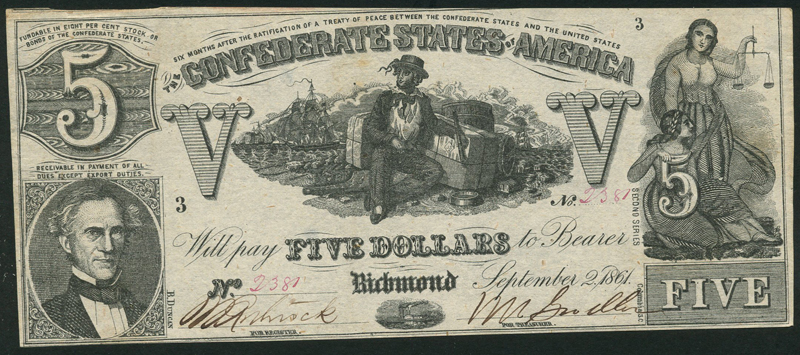 FUNDABLE IN EIGHT PER CENT STOCK OR
BONDS OF THE CONFEDERATE STATES.
SIX MONTHS AFTER THE RATIFICATION OF A TREATY OF PEACE BETWEEN THE CONFEDERATE STATES AND THE UNITED STATES
3
THE CONFEDERATE STATES OF AMERICA
5
V
V
RECEIVABLE IN PAYMENT OF ALL
DUES EXCEPT EXPORT DUTIES.
3
No. 2381
5
SECOND SERIES
Will pay FIVE DOLLARS to Bearer
No. 2381
Richmond
September 2, 1861.
FIVE
B. DUNCAN
FOR REGISTER.
FOR TREASURER.